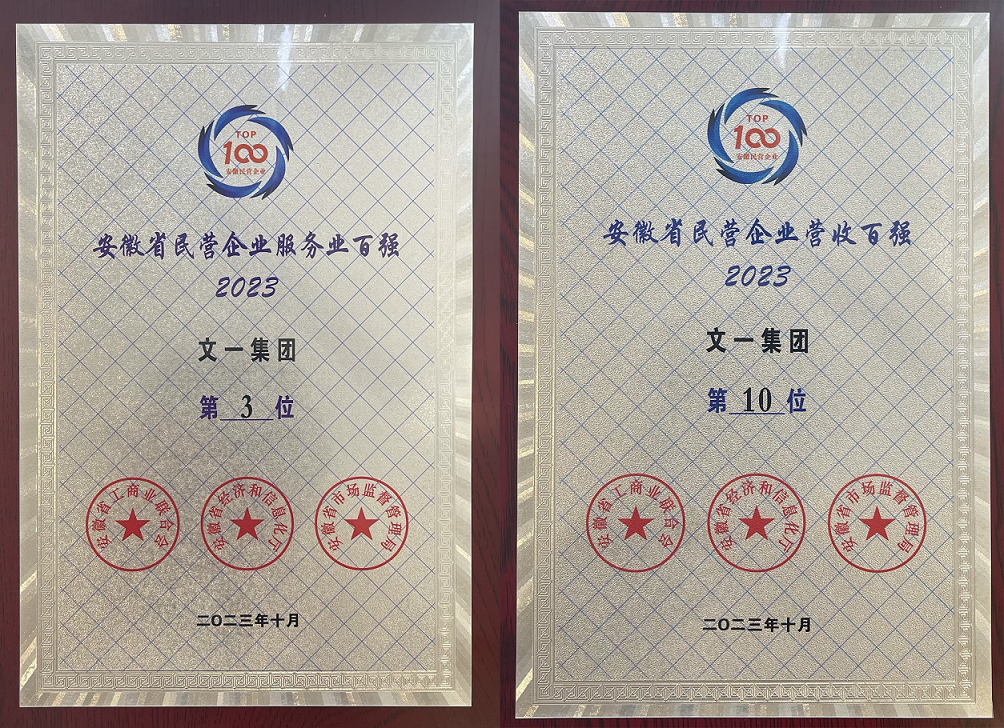 TOP
100
安徽民营企业
安徽省民营企业服务业百强
2023
文一集团
第 3 位
安徽省工商业联合会
安徽省经济和信息化厅
安徽省市场监督管理局
二〇二三年十月
TOP
100
安徽民营企业
安徽省民营企业营收百强
2023
文一集团
第 10 位
安徽省工商业联合会
安徽省经济和信息化厅
安徽省市场监督管理局
二〇二三年十月